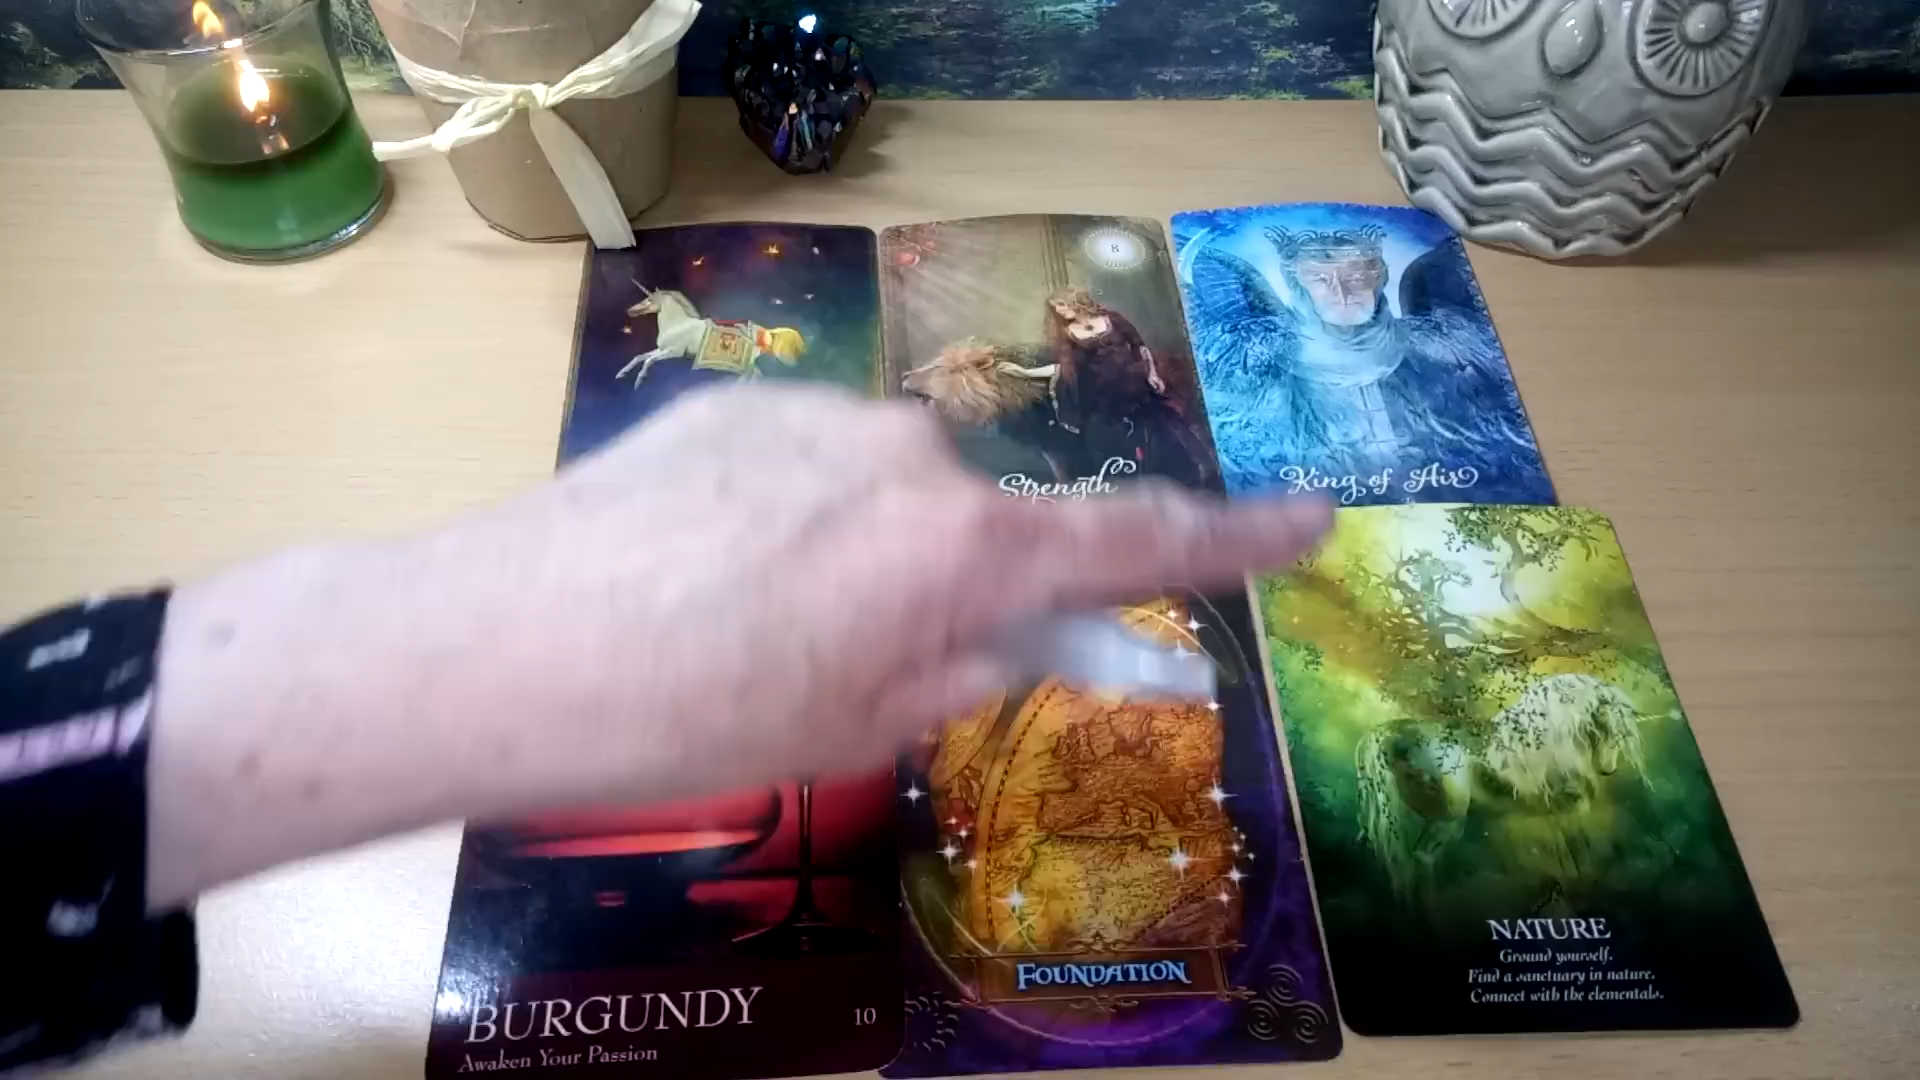 8
Strength
King of Air
BURGUNDY
10
Awaken Your Passion
FOUNDATION
NATURE
Ground yourself.
Find a sanctuary in nature.
Connect with the elementals.